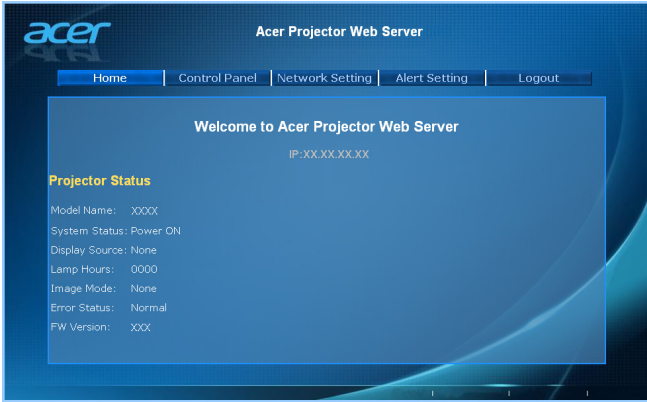 acer
Acer Projector Web Server
Home Control Panel Network Setting Alert Setting Logout
Welcome to Acer Projector Web Server
IP:XX.XX.XX.XX
Projector Status
Model Name: XXXX
System Status: Power ON
Display Source: None
Lamp Hours: 0000
Image Mode: None
Error Status: Normal
FW Version: XXX